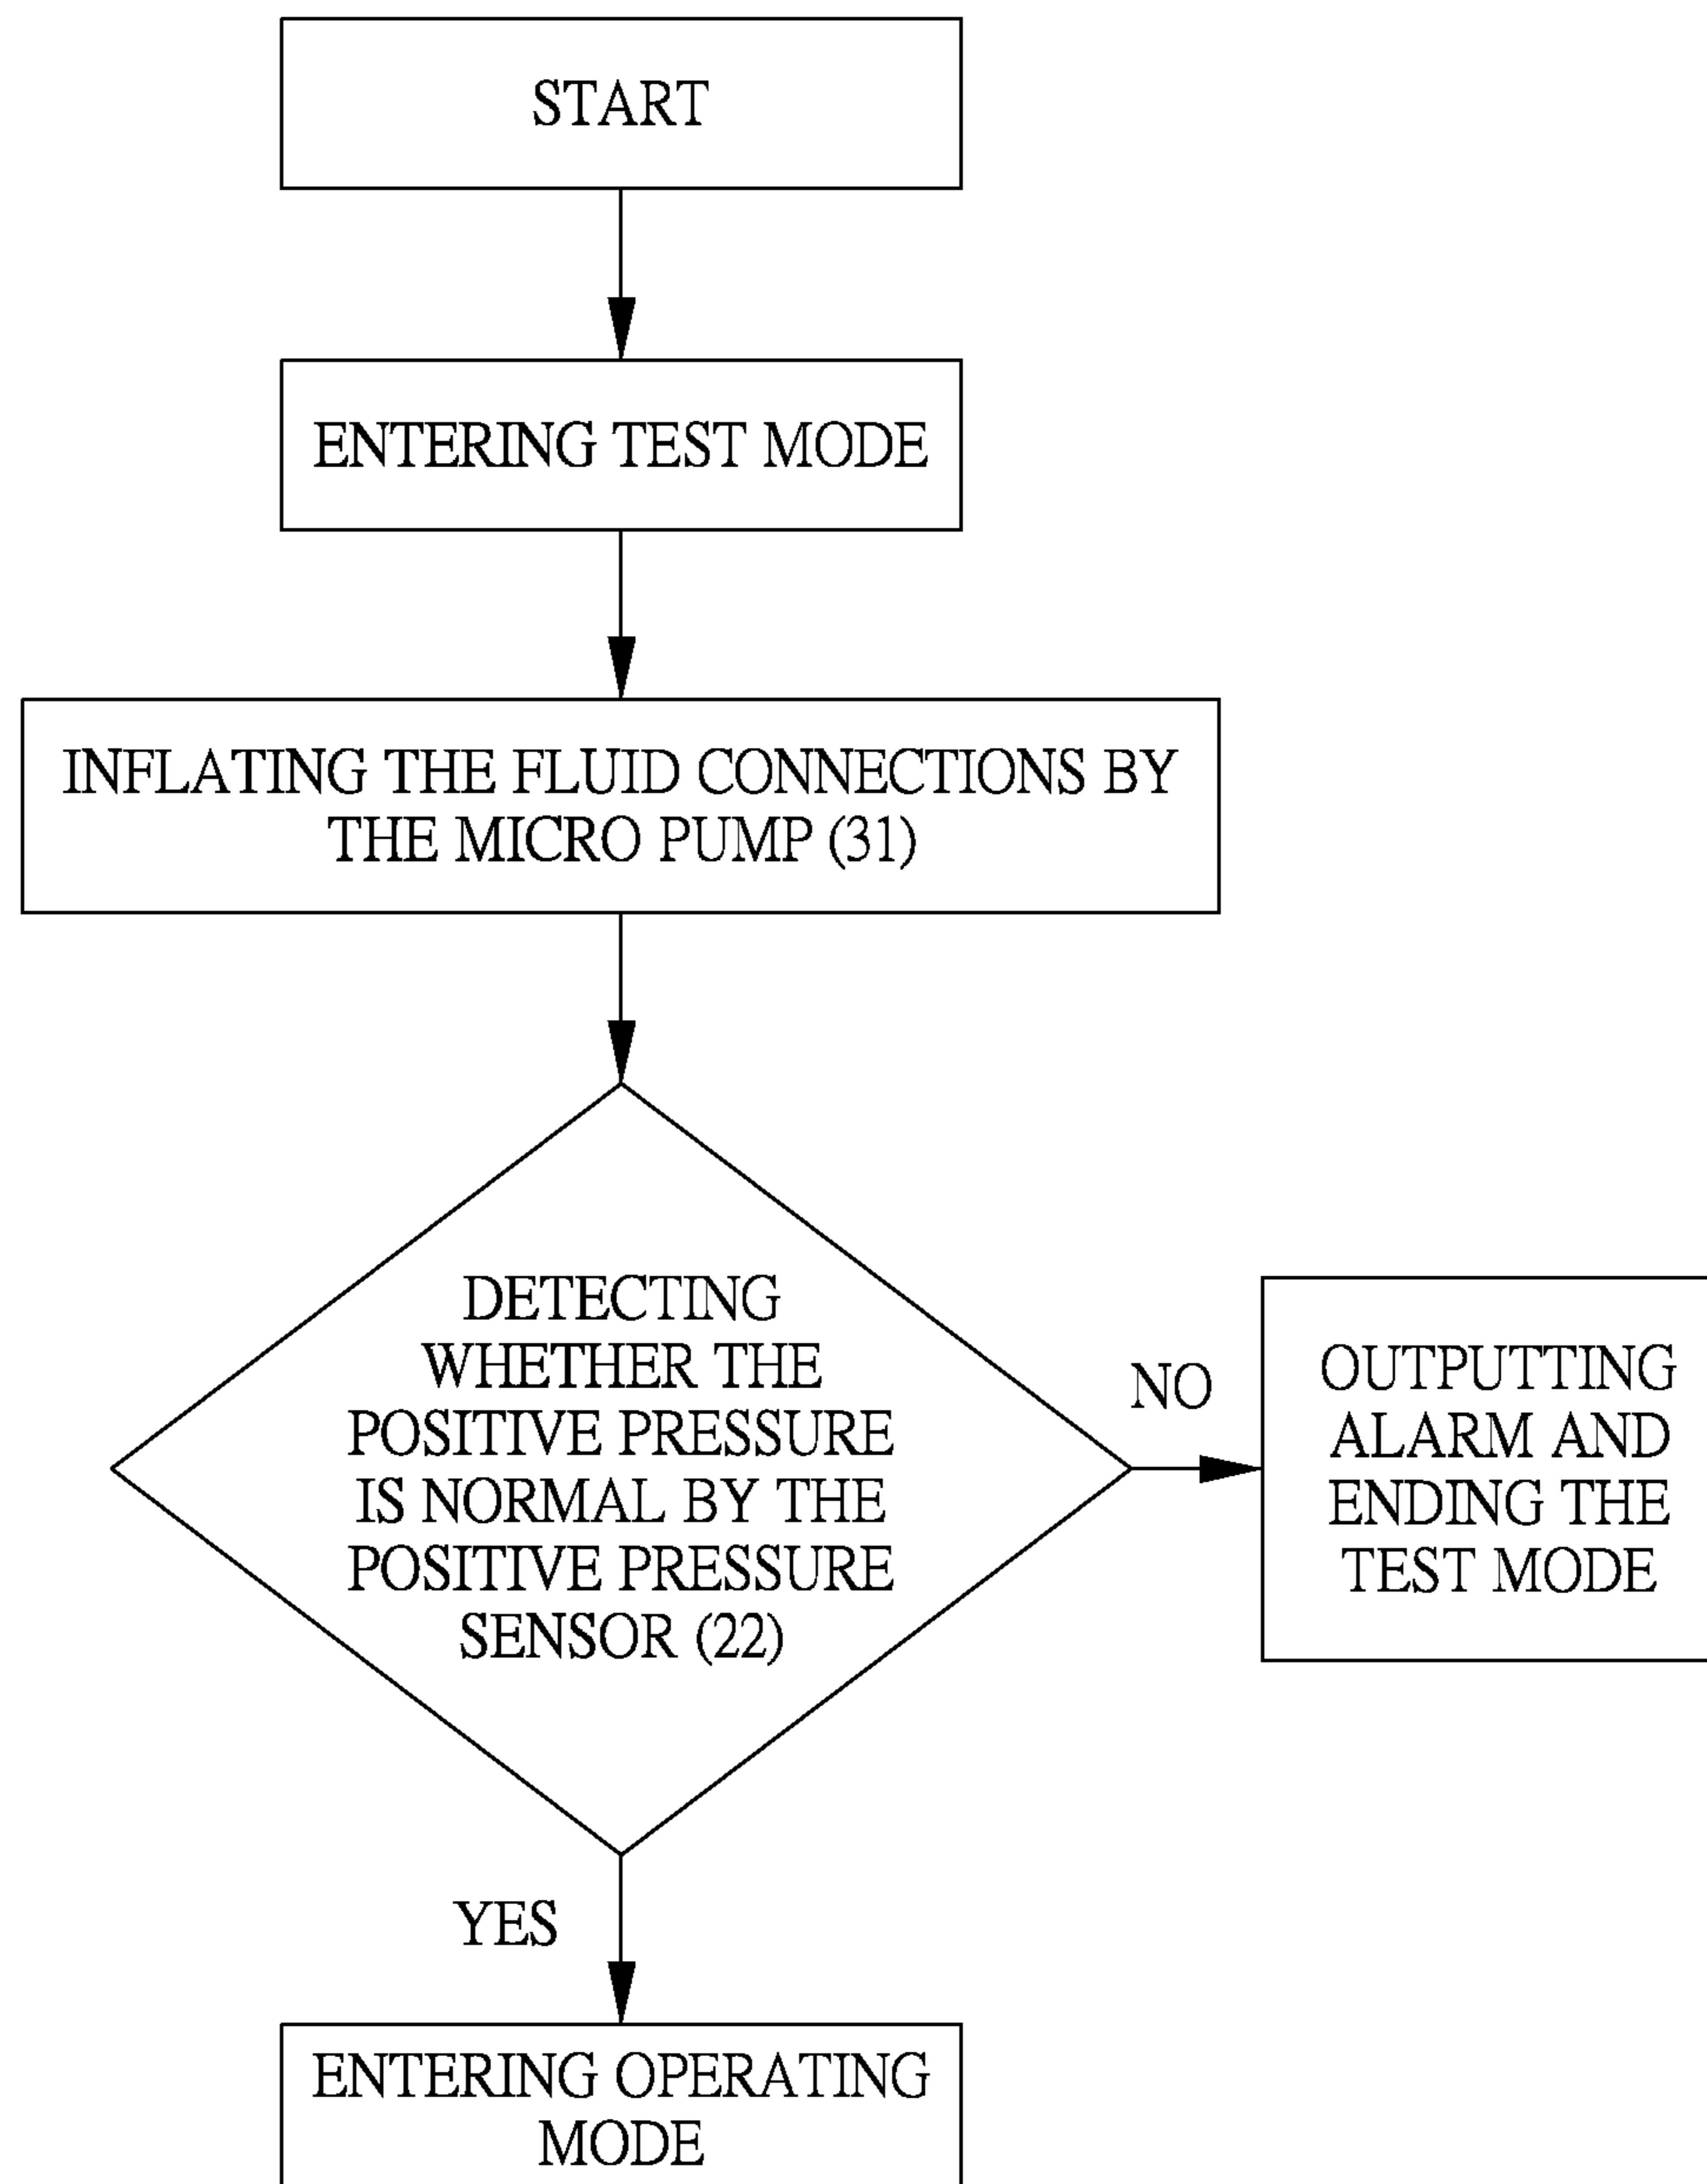 START
ENTERING TEST MODE
INFLATING THE FLUID CONNECTIONS BY
THE MICRO PUMP (31)
DETECTING
WHETHER THE
POSITIVE PRESSURE
IS NORMAL BY THE
POSITIVE PRESSURE
SENSOR (22)
NO
OUTPUTTING
ALARM AND
ENDING THE
TEST MODE
YES
ENTERING OPERATING
MODE